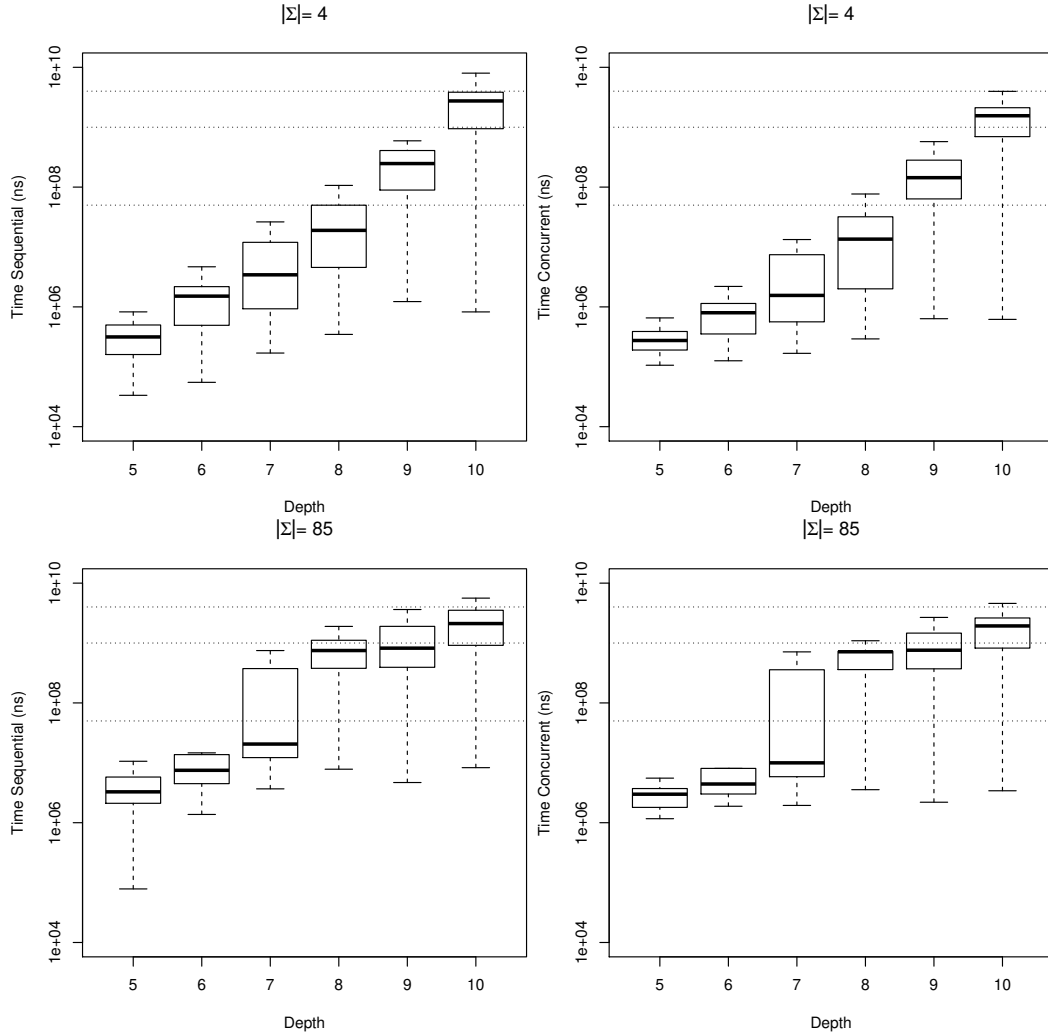 |Σ|= 4
Time Sequential (ns)
1e+10
1e+08
1e+06
1e+04
5 6 7 8 9 10
Depth
|Σ|= 4
Time Concurrent (ns)
1e+10
1e+08
1e+06
1e+04
5 6 7 8 9 10
Depth
|Σ|= 85
Time Sequential (ns)
1e+10
1e+08
1e+06
1e+04
5 6 7 8 9 10
Depth
|Σ|= 85
Time Concurrent (ns)
1e+10
1e+08
1e+06
1e+04
5 6 7 8 9 10
Depth